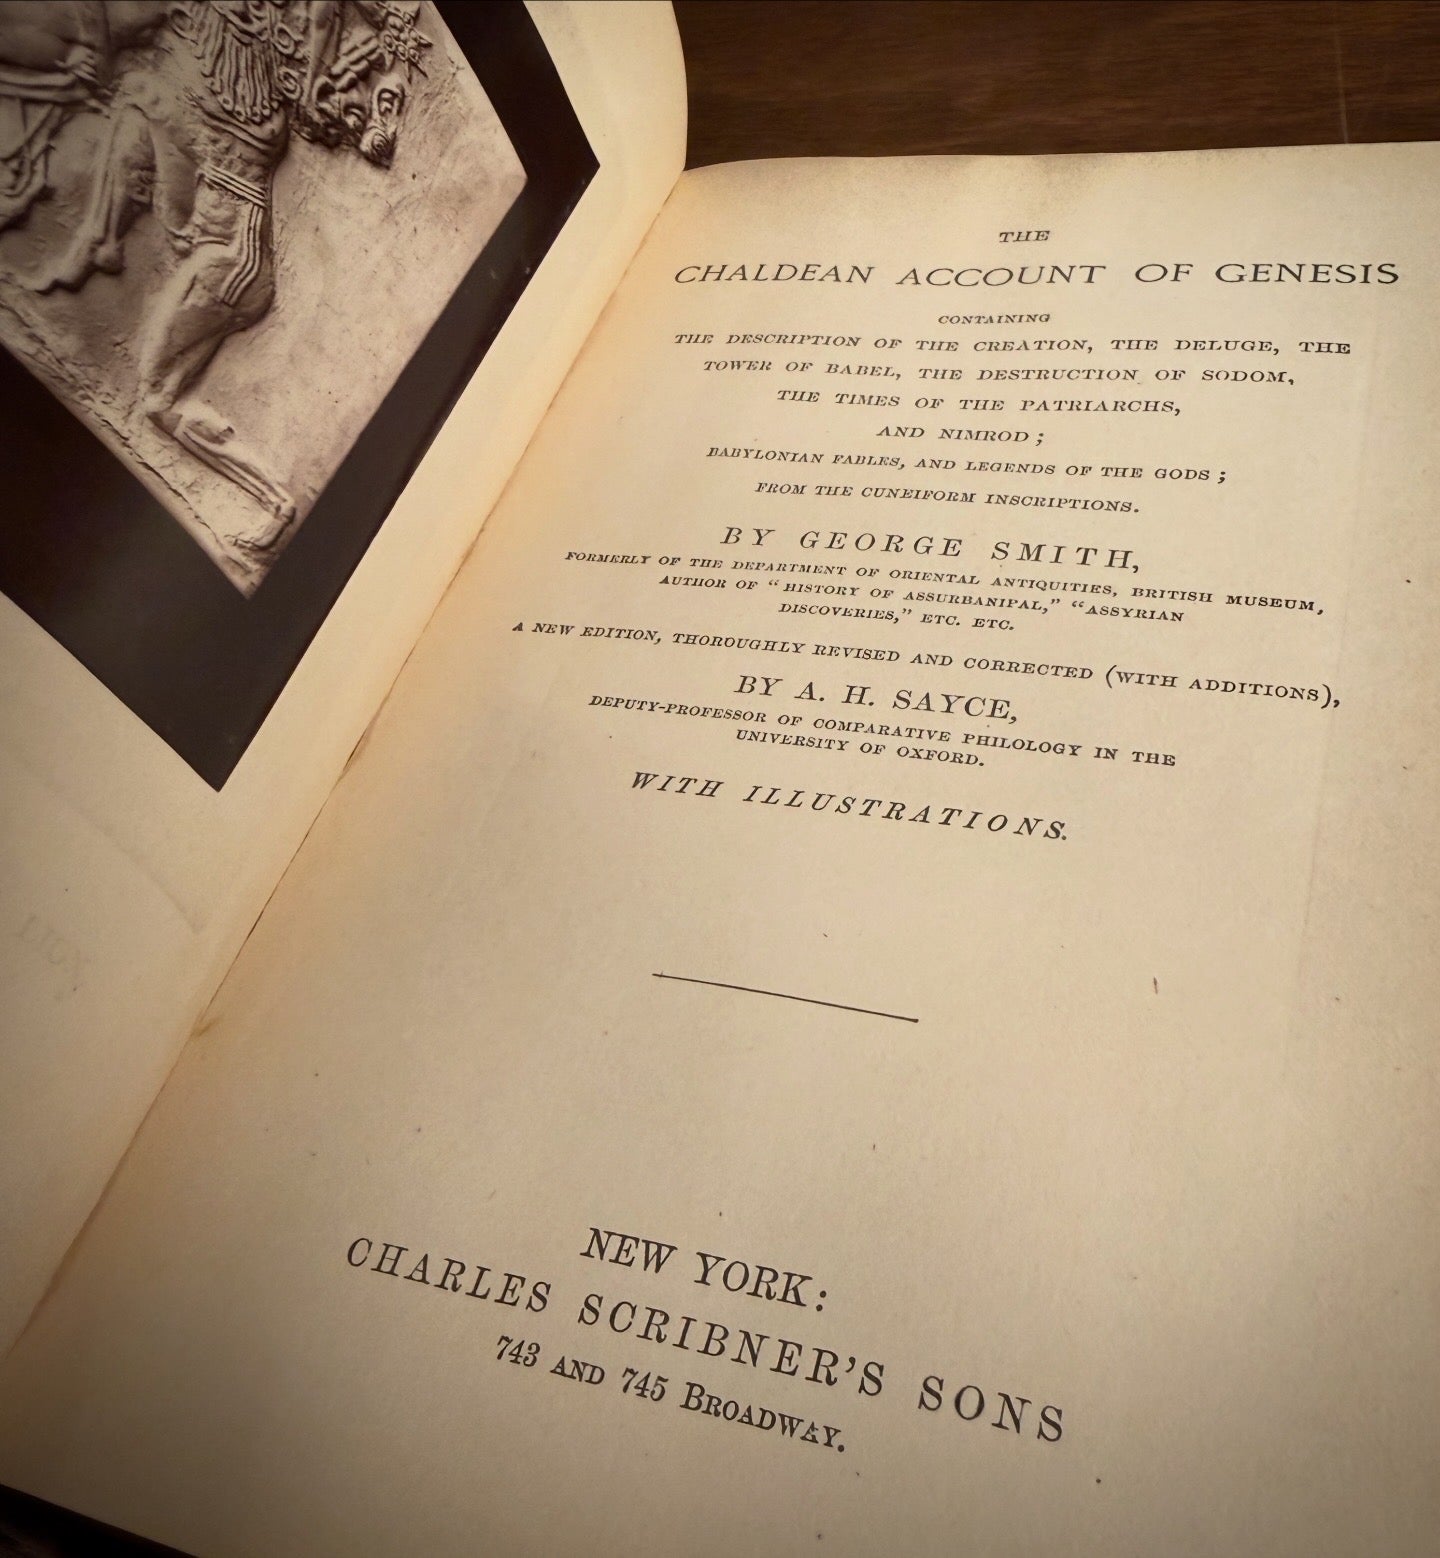 THE
CHALDEAN ACCOUNT OF GENESIS
CONTAINING
THE DESCRIPTION OF THE CREATION, THE DELUGE, THE
TOWER OF BABEL, THE DESTRUCTION OF SODOM,
THE TIMES OF THE PATRIARCHS,
AND NIMROD;
BABYLONIAN FABLES, AND LEGENDS OF THE GODS;
FROM THE CUNEIFORM INSCRIPTIONS.
BY GEORGE SMITH,
FORMERLY OF THE DEPARTMENT OF ORIENTAL ANTIQUITIES, BRITISH MUSEUM,
AUTHOR OF "HISTORY OF ASSURBANIPAL," "ASSYRIAN
DISCOVERIES," ETC. ETC.
A NEW EDITION, THOROUGHLY REVISED AND CORRECTED (WITH ADDITIONS),
BY A. H. SAYCE,
DEPUTY-PROFESSOR OF COMPARATIVE PHILOLOGY IN THE
UNIVERSITY OF OXFORD.
WITH ILLUSTRATIONS.
NEW YORK:
CHARLES SCRIBNER'S SONS
743 AND 745 BROADWAY.